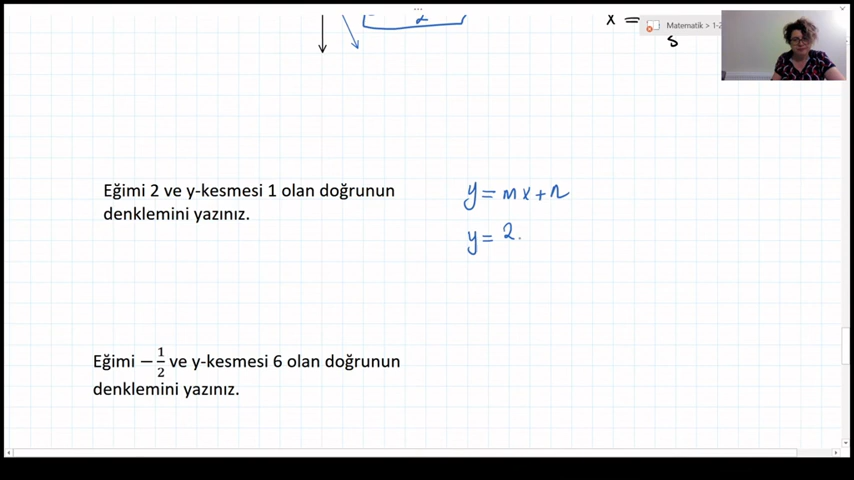 2
x =
s
Matematik > 1-2
Eğimi 2 ve y-kesmesi 1 olan doğrunun
denklemini yazınız.
y = mx + n
y = 2.
Eğimi −1/2 ve y-kesmesi 6 olan doğrunun
denklemini yazınız.